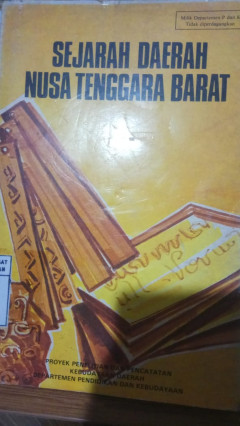 Milik Departemen P dan K
Tidak diperdagangkan
SEJARAH DAERAH
NUSA TENGGARA BARAT
PROYEK PENELITIAN DAN PENCATATAN
KEBUDAYAAN DAERAH
DEPARTEMEN PENDIDIKAN DAN KEBUDAYAAN